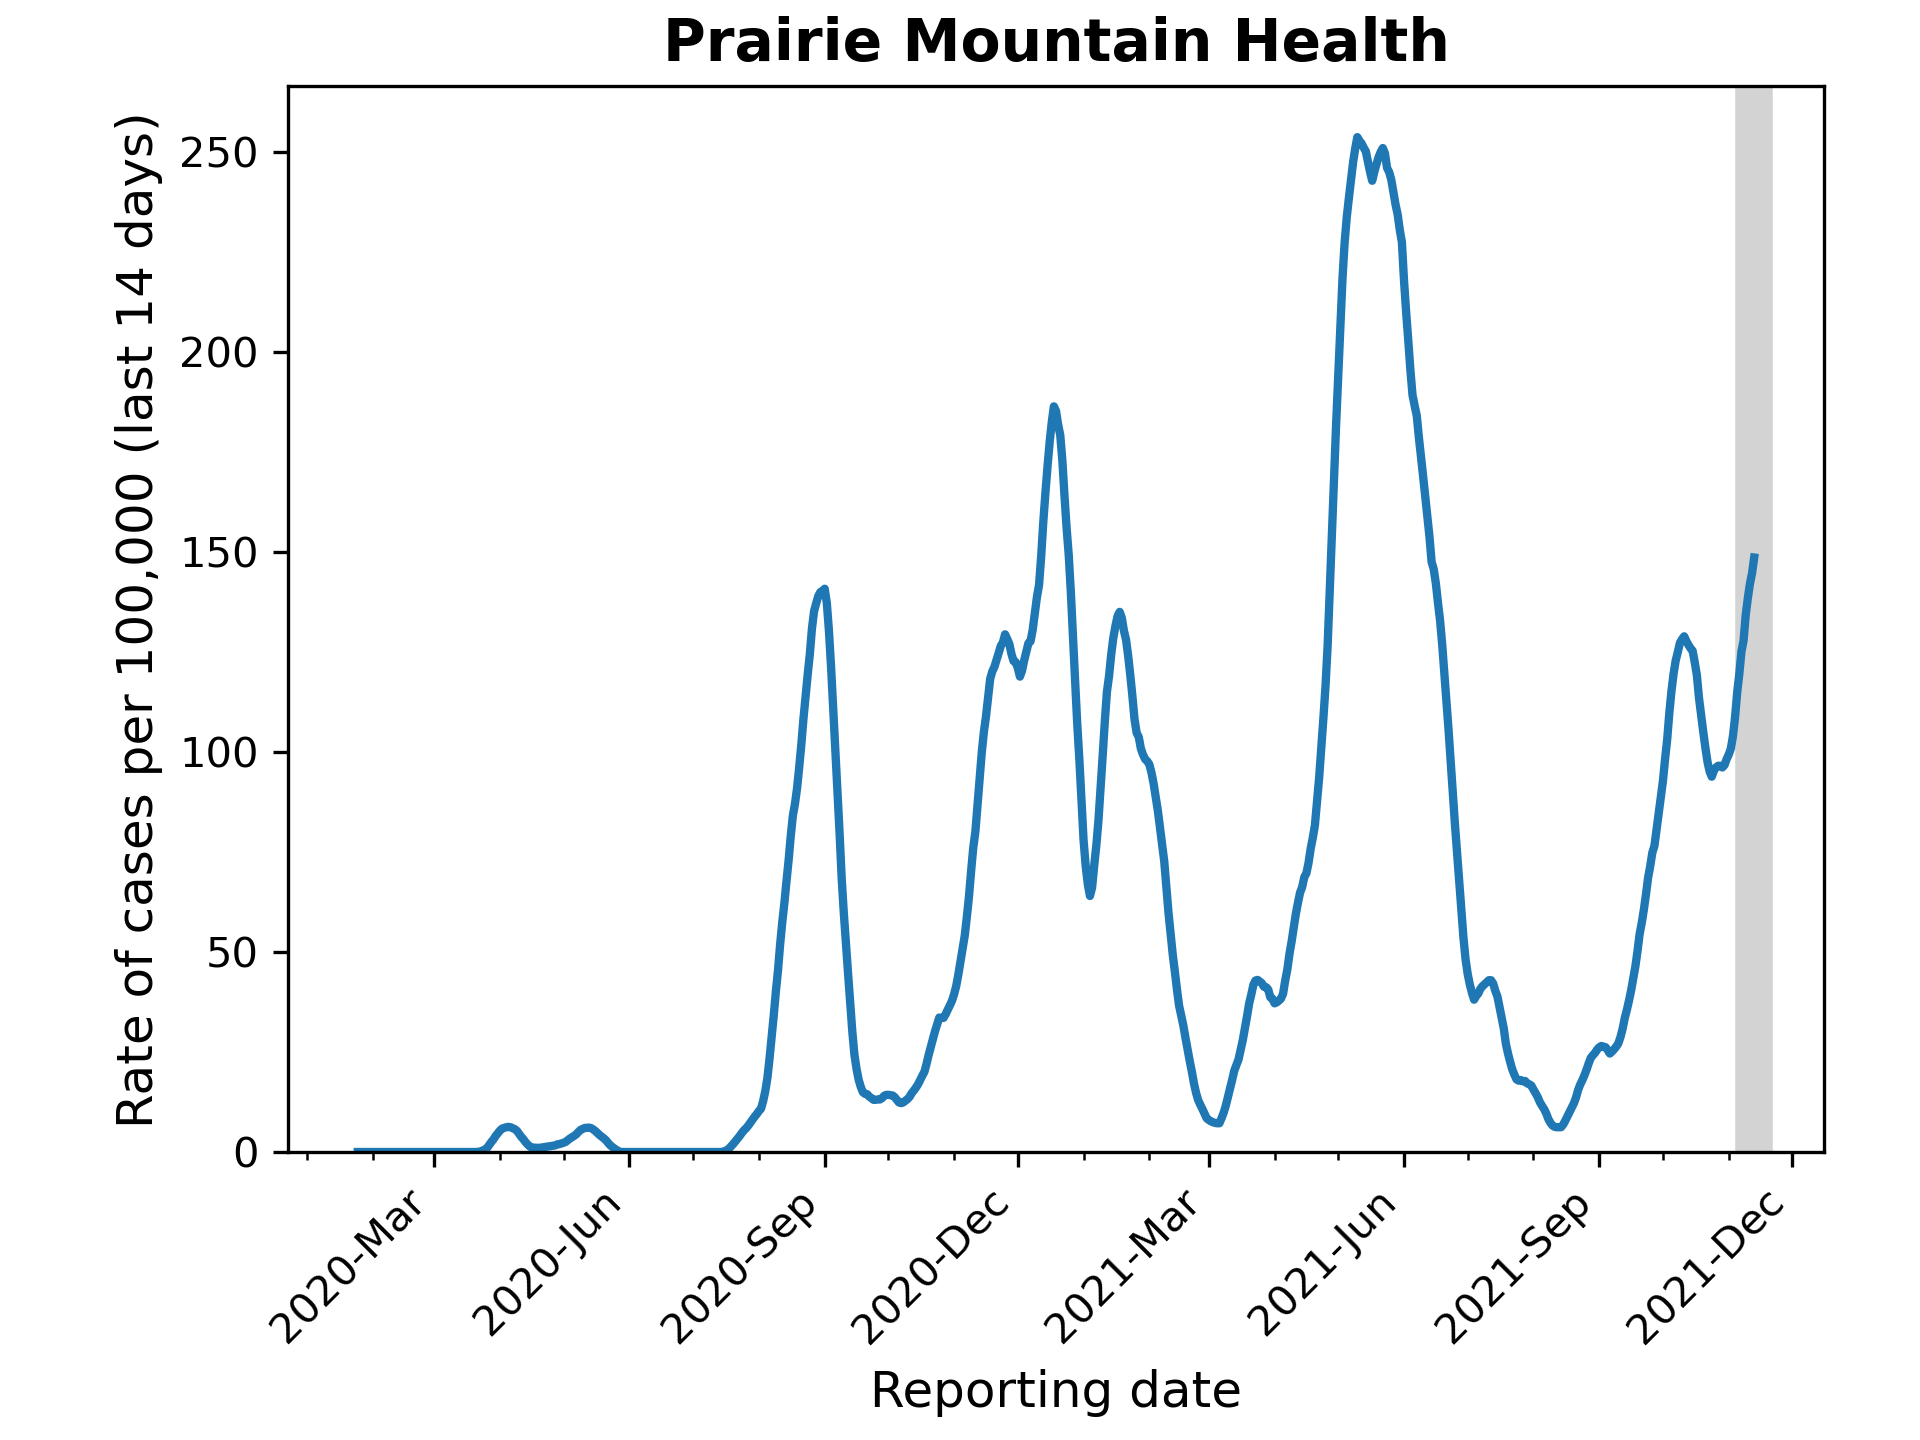 Prairie Mountain Health
Rate of cases per 100,000 (last 14 days)
250
200
150
100
50
0
2020-Mar
2020-Jun
2020-Sep
2020-Dec
2021-Mar
2021-Jun
2021-Sep
2021-Dec
Reporting date